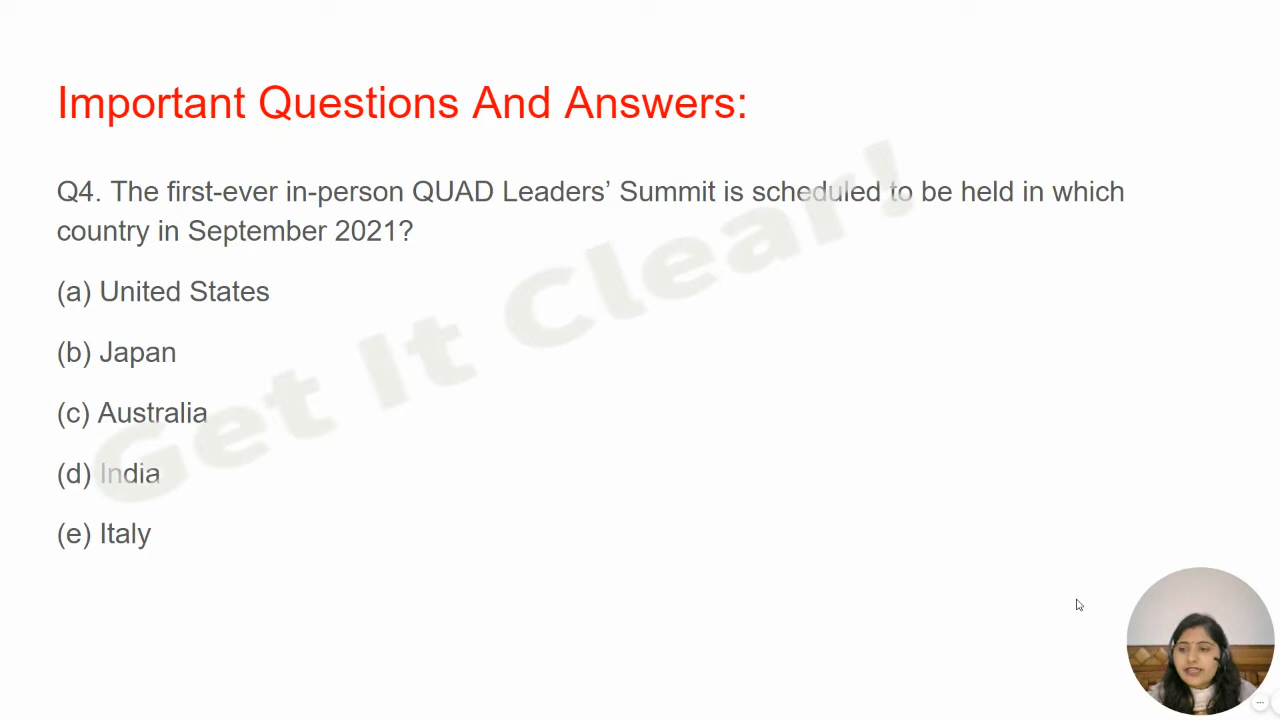 Important Questions And Answers:
Q4. The first-ever in-person QUAD Leaders’ Summit is scheduled to be held in which
country in September 2021?
(a) United States
(b) Japan
(c) Australia
(d) India
(e) Italy
Get It Clear!